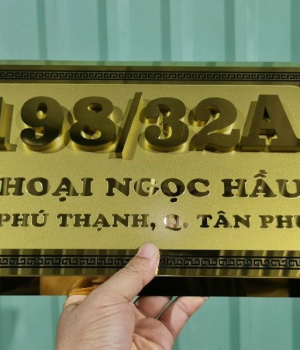 198/32A
HOẠI NGỌC HẦU
PHÚ THẠNH, Q. TÂN PHÚ